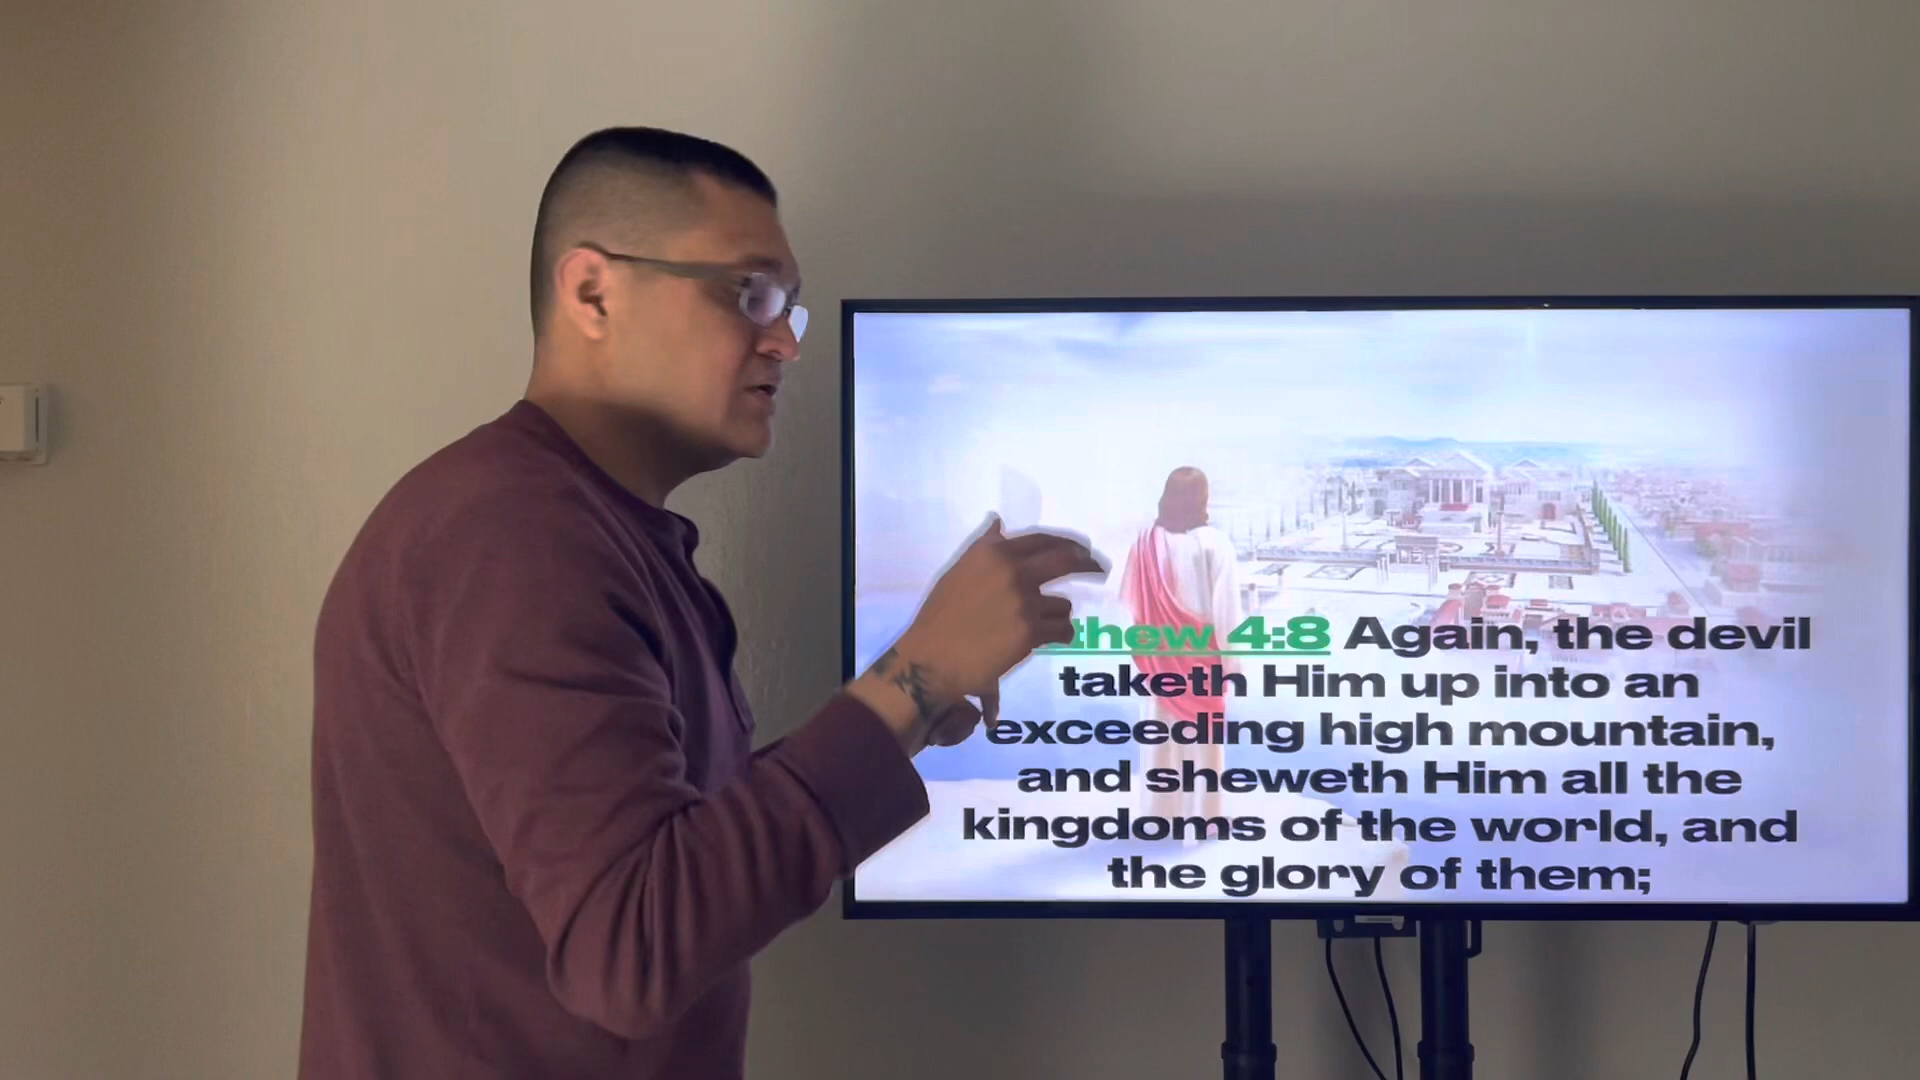 thew 4:8 Again, the devil
taketh Him up into an
exceeding high mountain,
and sheweth Him all the
kingdoms of the world, and
the glory of them;